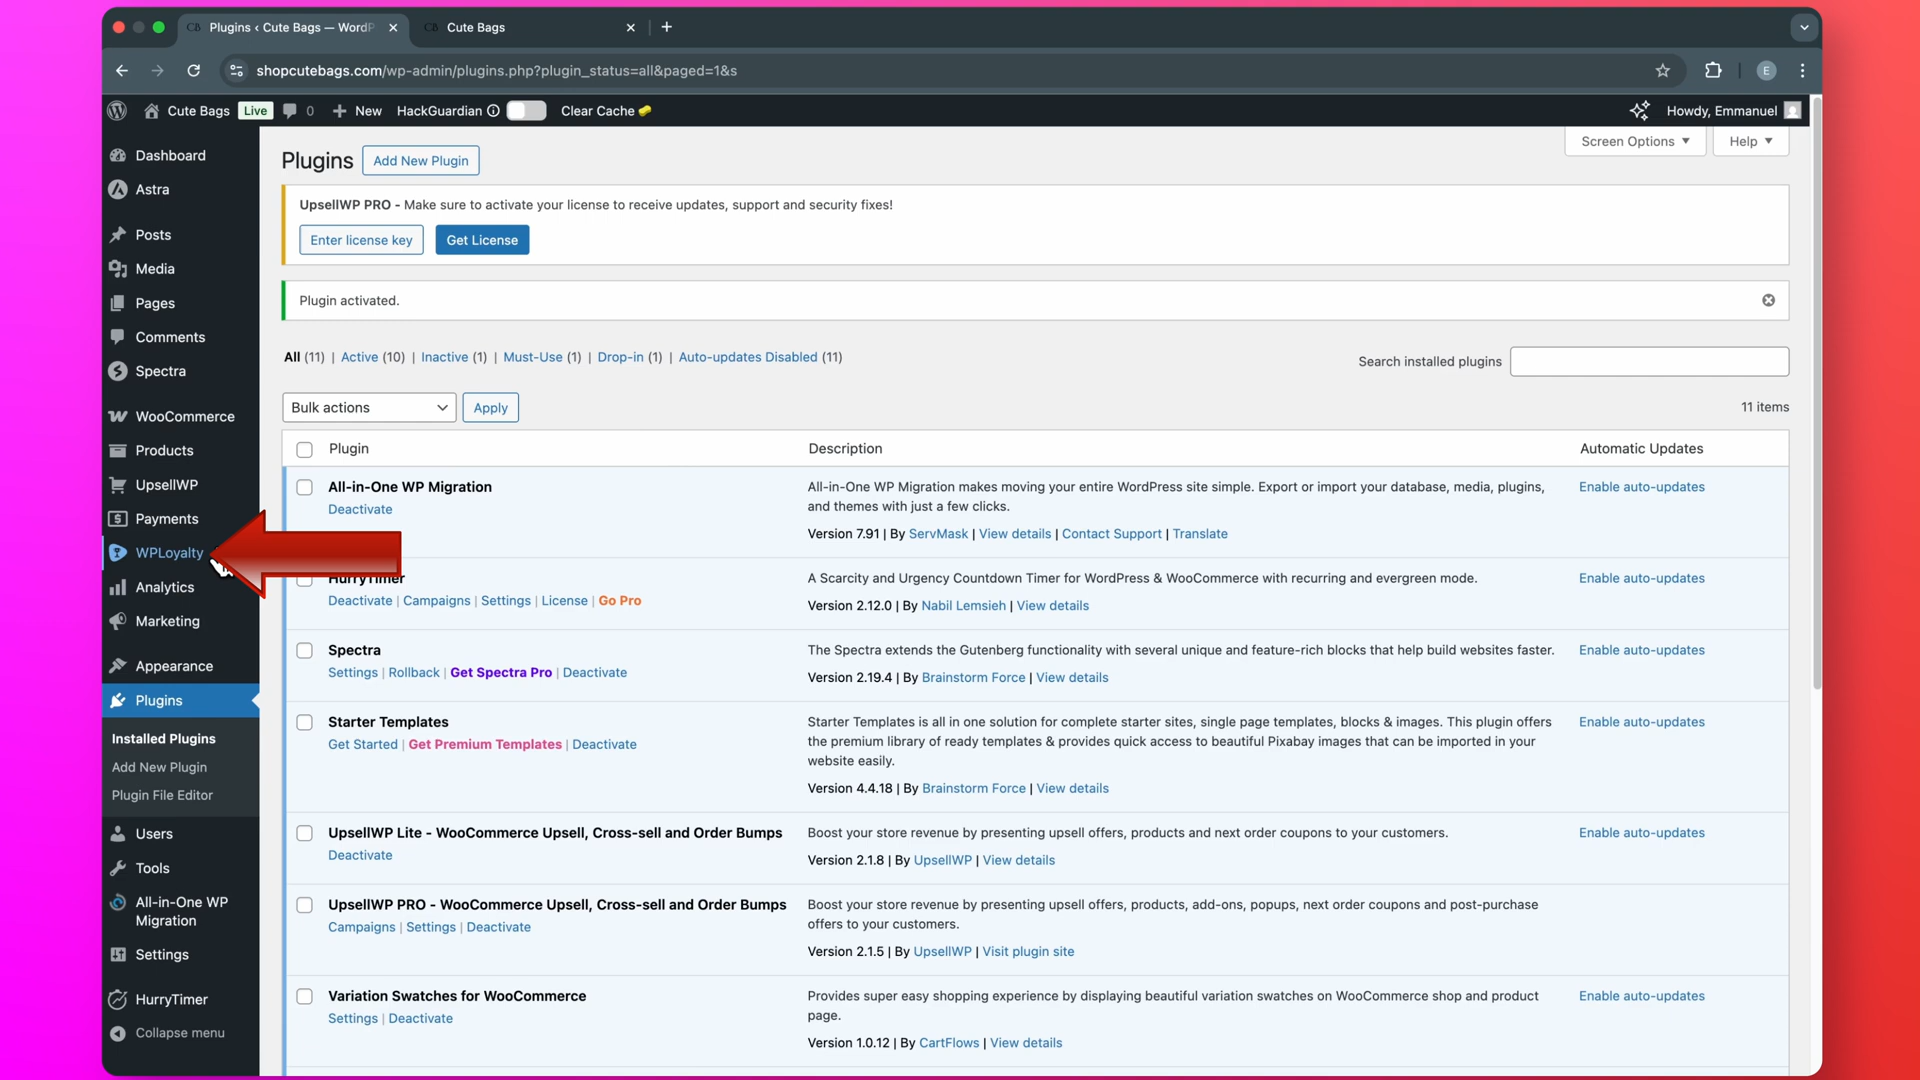 Plugins < Cute Bags — WordP
Cute Bags
shopcutebags.com/wp-admin/plugins.php?plugin_status=all&paged=1&s
E
Cute Bags
Live
0
New
HackGuardian
Clear Cache
Howdy, Emmanuel
Dashboard
Astra
Posts
Media
Pages
Comments
Spectra
WooCommerce
Products
UpsellWP
Payments
WPLoyalty
Analytics
Marketing
Appearance
Plugins
Installed Plugins
Add New Plugin
Plugin File Editor
Users
Tools
All-in-One WP
Migration
Settings
HurryTimer
Collapse menu
Screen Options
Help
Plugins
Add New Plugin
UpsellWP PRO - Make sure to activate your license to receive updates, support and security fixes!
Enter license key
Get License
Plugin activated.
All (11) | Active (10) | Inactive (1) | Must-Use (1) | Drop-in (1) | Auto-updates Disabled (11)
Search installed plugins
Bulk actions
Apply
11 items
Plugin
Description
Automatic Updates
All-in-One WP Migration
Deactivate
All-in-One WP Migration makes moving your entire WordPress site simple. Export or import your database, media, plugins,
and themes with just a few clicks.
Version 7.91 | By ServMask | View details | Contact Support | Translate
Enable auto-updates
HurryTimer
Deactivate | Campaigns | Settings | License | Go Pro
A Scarcity and Urgency Countdown Timer for WordPress & WooCommerce with recurring and evergreen mode.
Version 2.12.0 | By Nabil Lemsieh | View details
Enable auto-updates
Spectra
Settings | Rollback | Get Spectra Pro | Deactivate
The Spectra extends the Gutenberg functionality with several unique and feature-rich blocks that help build websites faster.
Version 2.19.4 | By Brainstorm Force | View details
Enable auto-updates
Starter Templates
Get Started | Get Premium Templates | Deactivate
Starter Templates is all in one solution for complete starter sites, single page templates, blocks & images. This plugin offers
the premium library of ready templates & provides quick access to beautiful Pixabay images that can be imported in your
website easily.
Version 4.4.18 | By Brainstorm Force | View details
Enable auto-updates
UpsellWP Lite - WooCommerce Upsell, Cross-sell and Order Bumps
Deactivate
Boost your store revenue by presenting upsell offers, products and next order coupons to your customers.
Version 2.1.8 | By UpsellWP | View details
Enable auto-updates
UpsellWP PRO - WooCommerce Upsell, Cross-sell and Order Bumps
Campaigns | Settings | Deactivate
Boost your store revenue by presenting upsell offers, products, add-ons, popups, next order coupons and post-purchase
offers to your customers.
Version 2.1.5 | By UpsellWP | Visit plugin site
Variation Swatches for WooCommerce
Settings | Deactivate
Provides super easy shopping experience by displaying beautiful variation swatches on WooCommerce shop and product
page.
Version 1.0.12 | By CartFlows | View details
Enable auto-updates